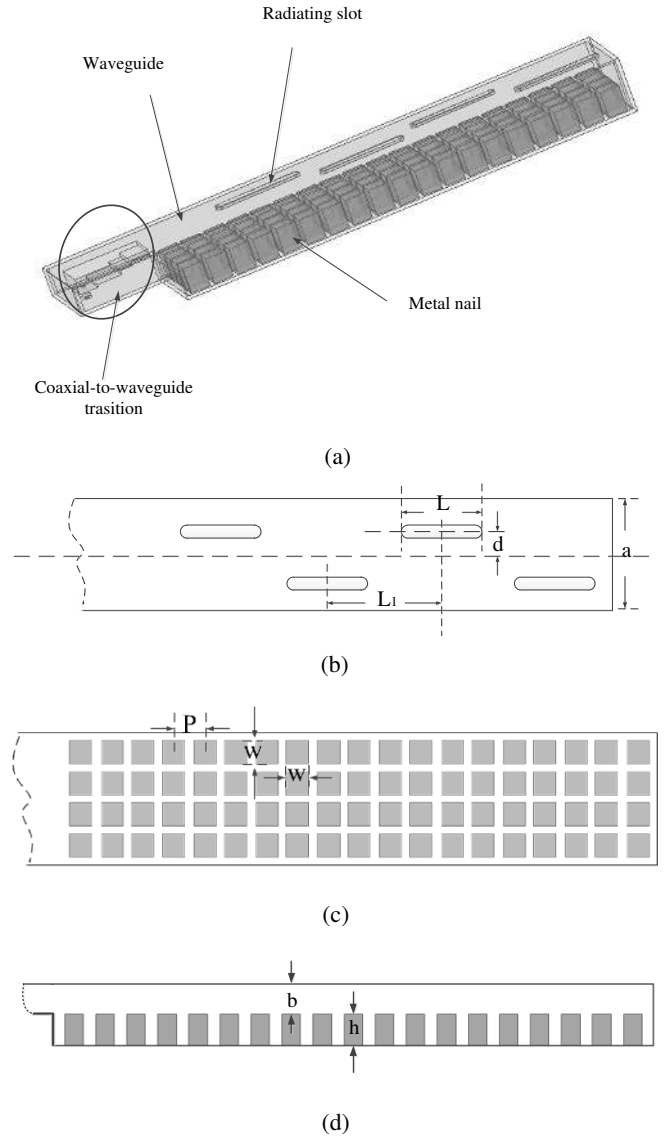 Radiating slot
Waveguide
Metal nail
Coaxial-to-waveguide
trasition
(a)
L
d
a
L1
(b)
P
W
W
(c)
b
h
(d)